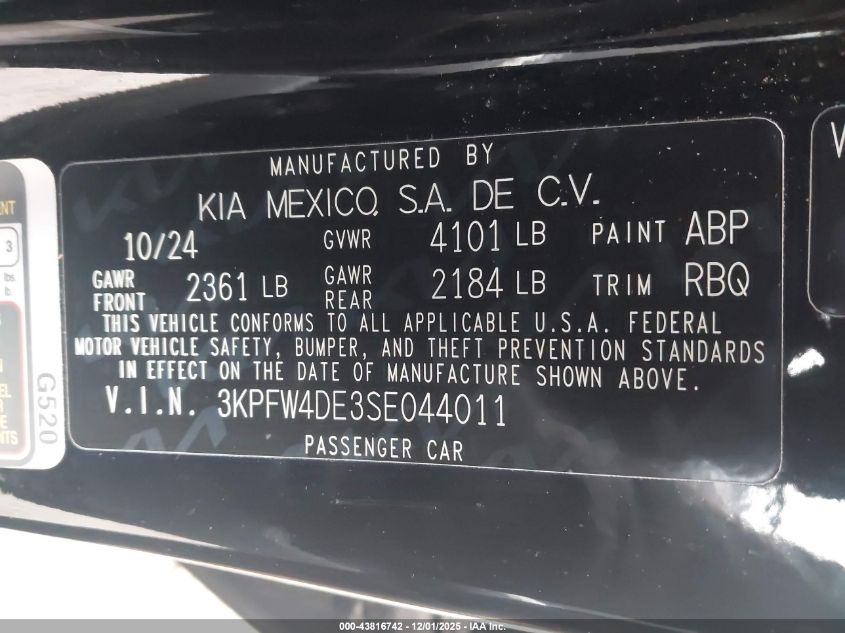 MANUFACTURED BY
KIA MEXICO, S.A. DE C.V.
10/24 GVWR 4101 LB PAINT ABP
GAWR FRONT 2361 LB GAWR REAR 2184 LB TRIM RBQ
THIS VEHICLE CONFORMS TO ALL APPLICABLE U.S.A. FEDERAL
MOTOR VEHICLE SAFETY, BUMPER, AND THEFT PREVENTION STANDARDS
IN EFFECT ON THE DATE OF MANUFACTURE SHOWN ABOVE.
V.I.N. 3KPFW4DE3SE044011
PASSENGER CAR
3
lbs.
lb.
G520
000-43816742 - 12/01/2025 - IAA Inc.